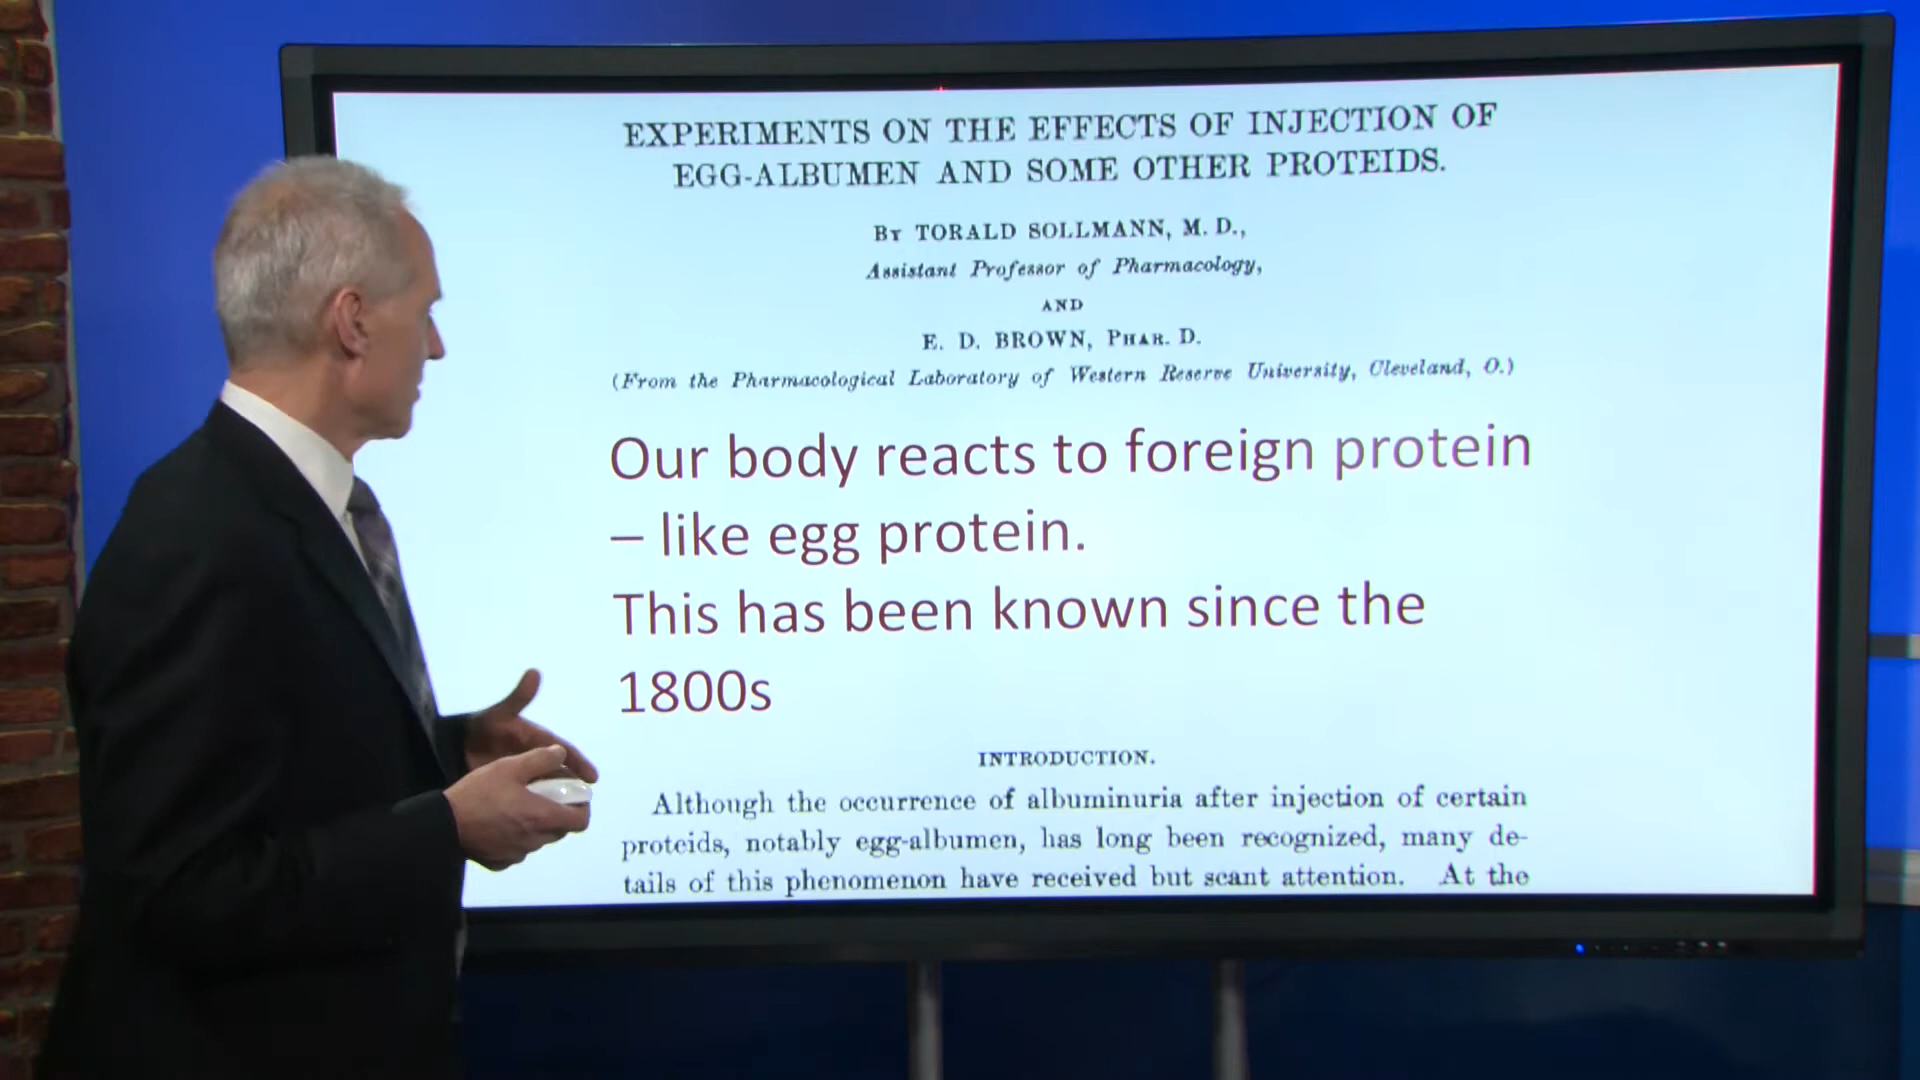 EXPERIMENTS ON THE EFFECTS OF INJECTION OF
EGG-ALBUMEN AND SOME OTHER PROTEIDS.
BY TORALD SOLLMANN, M. D.,
Assistant Professor of Pharmacology,
AND
E. D. BROWN, PHAR. D.
(From the Pharmacological Laboratory of Western Reserve University, Cleveland, O.)
Our body reacts to foreign protein
– like egg protein.
This has been known since the
1800s
INTRODUCTION.
Although the occurrence of albuminuria after injection of certain
proteids, notably egg-albumen, has long been recognized, many de-
tails of this phenomenon have received but scant attention. At the